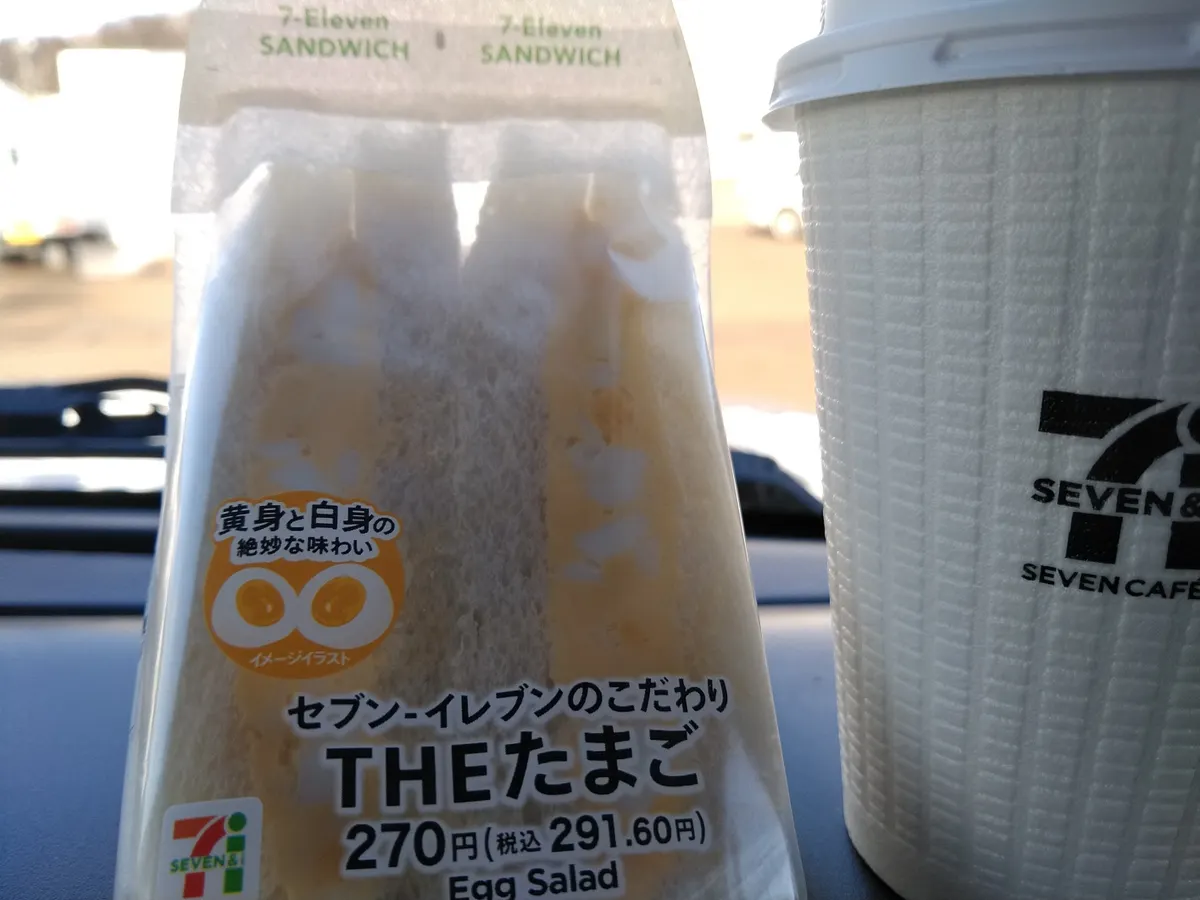 7-Eleven
SANDWICH
7-Eleven
SANDWICH
黄身と白身の
絶妙な味わい
イメージイラスト
セブン-イレブンのこだわり
THEたまご
270円(税込 291.60円)
Egg Salad
SEVEN&i
SEVEN&
SEVEN CAFÉ